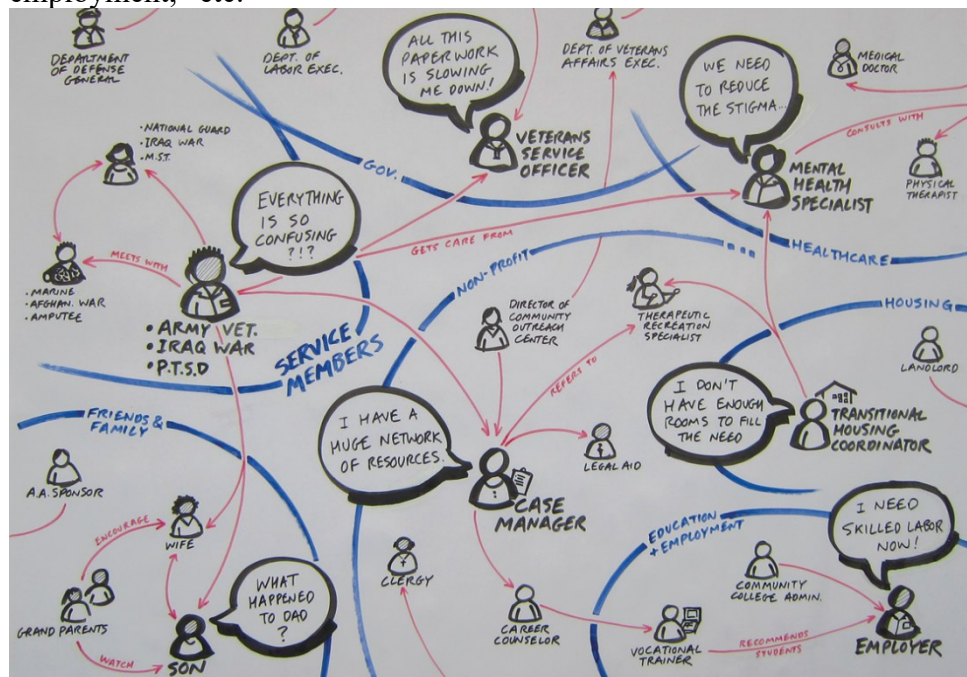 employment," etc.
DEPARTMENT
OF DEFENSE
GENERAL
DEPT. OF
LABOR EXEC.
ALL THIS
PAPERWORK
IS SLOWING
ME DOWN!
VETERANS
SERVICE
OFFICER
DEPT. OF VETERANS
AFFAIRS EXEC.
WE NEED
TO REDUCE
THE STIGMA...
MENTAL
HEALTH
SPECIALIST
MEDICAL
DOCTOR
CONSULTS WITH
PHYSICAL
THERAPIST
GOV.
• NATIONAL GUARD
• IRAQ WAR
• M.S.T.
EVERYTHING
IS SO
CONFUSING
?!?
MEETS WITH
• MARINE
• AFGHAN. WAR
• AMPUTEE
• ARMY VET.
• IRAQ WAR
• P.T.S.D
SERVICE
MEMBERS
GETS CARE FROM
HEALTHCARE
NON-PROFIT
DIRECTOR OF
COMMUNITY
OUTREACH
CENTER
THERAPEUTIC
RECREATION
SPECIALIST
HOUSING
LANDLORD
REFERS TO
I DON'T
HAVE ENOUGH
ROOMS TO FILL
THE NEED
TRANSITIONAL
HOUSING
COORDINATOR
FRIENDS &
FAMILY
I HAVE A
HUGE NETWORK
OF RESOURCES.
LEGAL AID
CASE
MANAGER
A.A. SPONSOR
ENCOURAGE
WIFE
GRAND PARENTS
WATCH
SON
WHAT
HAPPENED
TO DAD
?
CLERGY
CAREER
COUNSELOR
EDUCATION
+ EMPLOYMENT
VOCATIONAL
TRAINER
RECOMMENDS
STUDENTS
COMMUNITY
COLLEGE ADMIN.
I NEED
SKILLED LABOR
NOW!
EMPLOYER